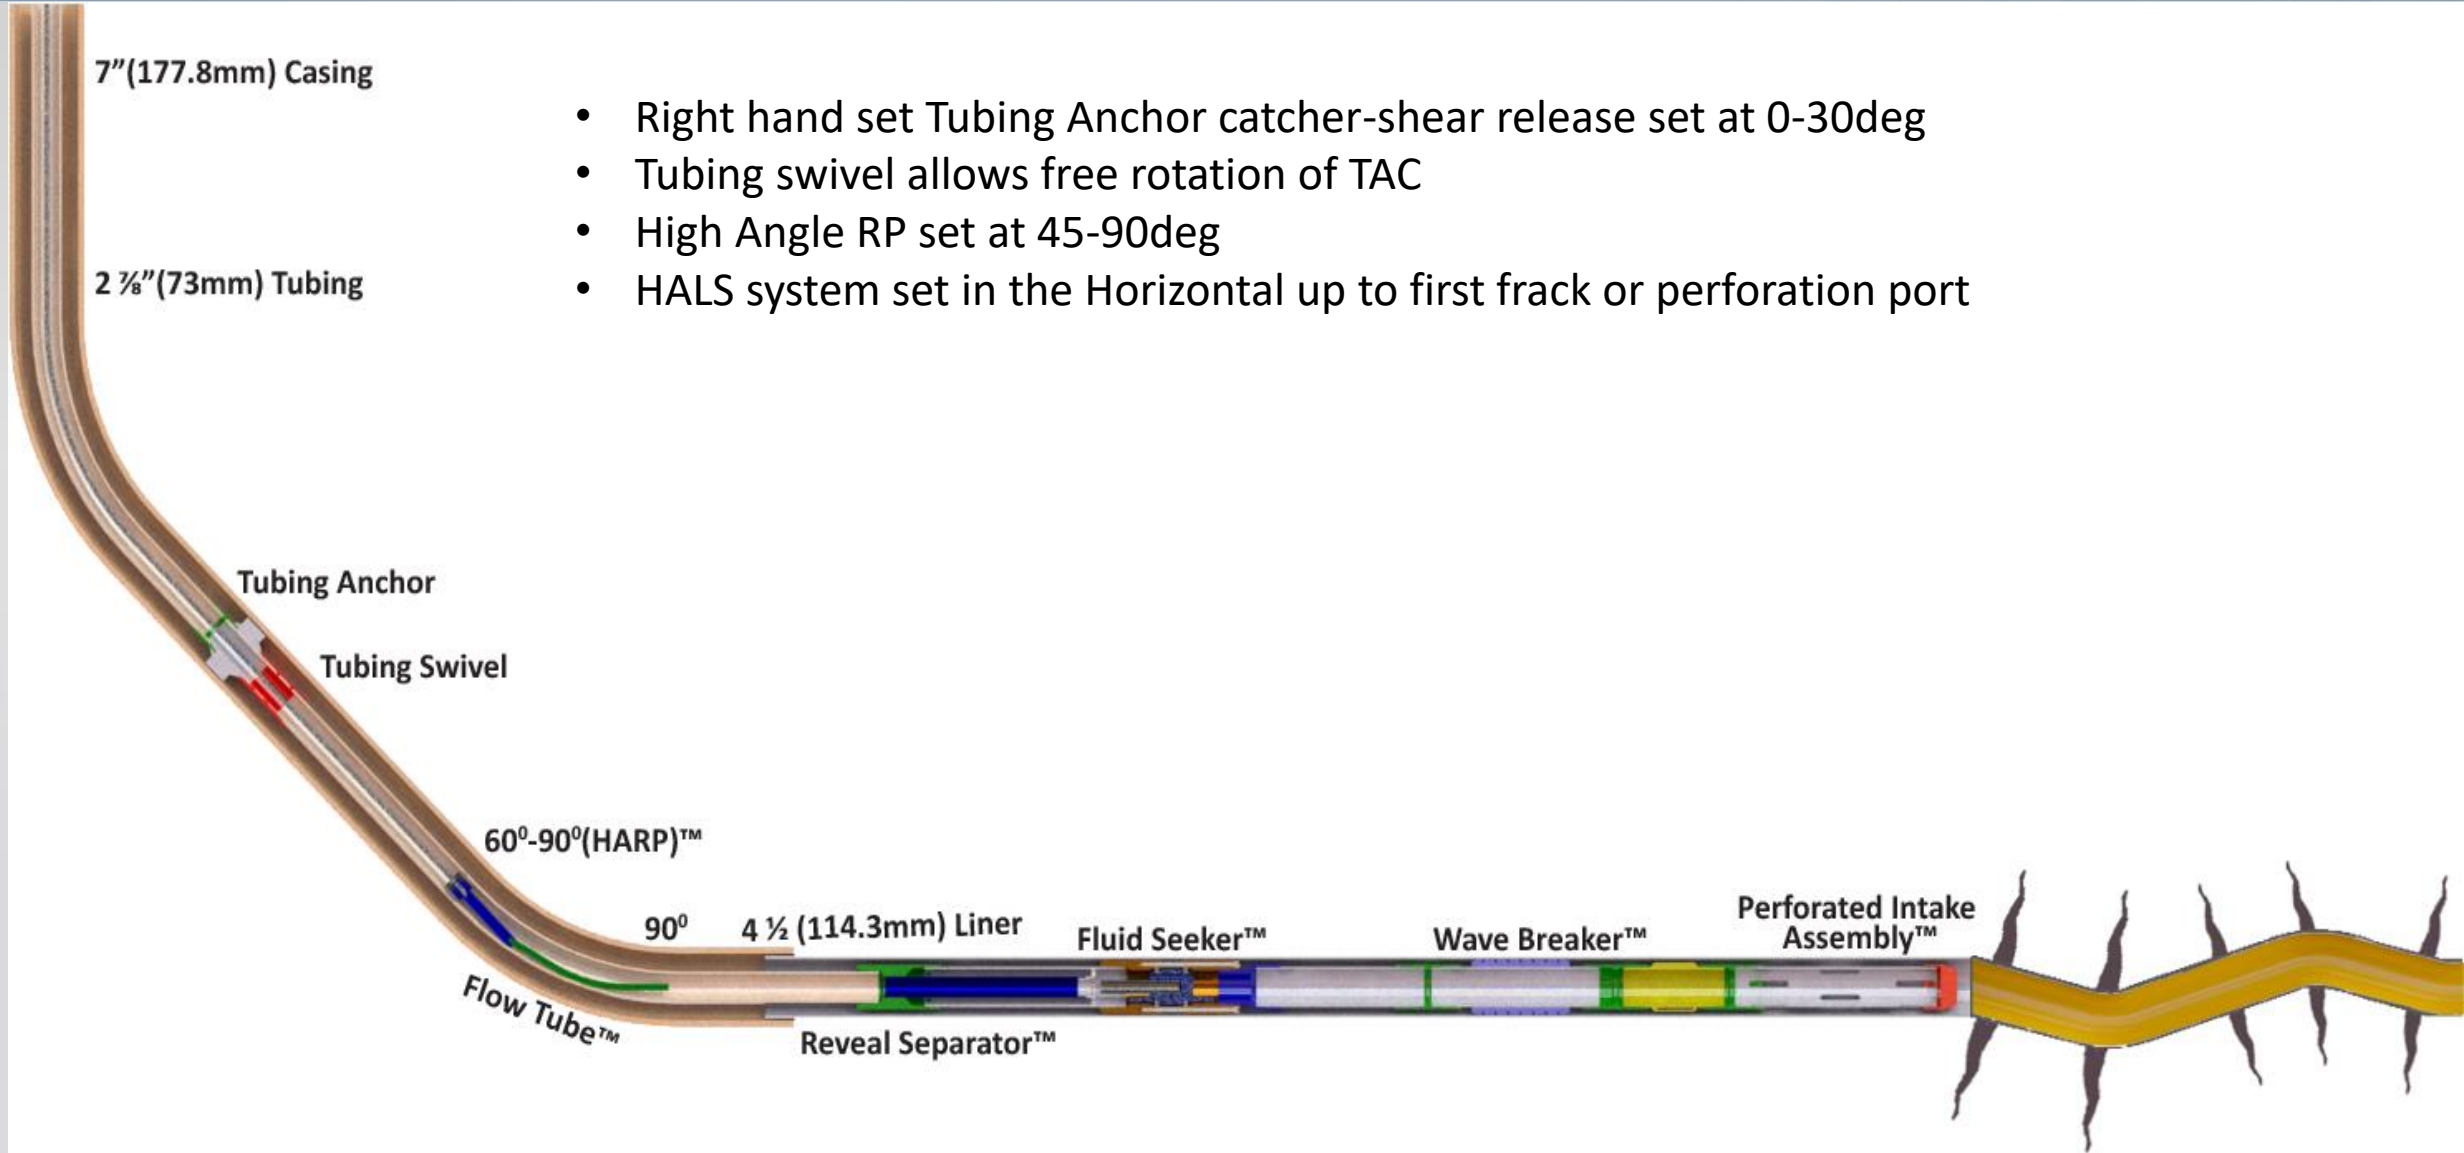 7”(177.8mm) Casing
• Right hand set Tubing Anchor catcher-shear release set at 0-30deg
• Tubing swivel allows free rotation of TAC
• High Angle RP set at 45-90deg
• HALS system set in the Horizontal up to first frack or perforation port
2 ⅞”(73mm) Tubing
Tubing Anchor
Tubing Swivel
60⁰-90⁰(HARP)™
90⁰
4 ½ (114.3mm) Liner
Fluid Seeker™
Wave Breaker™
Perforated Intake
Assembly™
Flow Tube™
Reveal Separator™